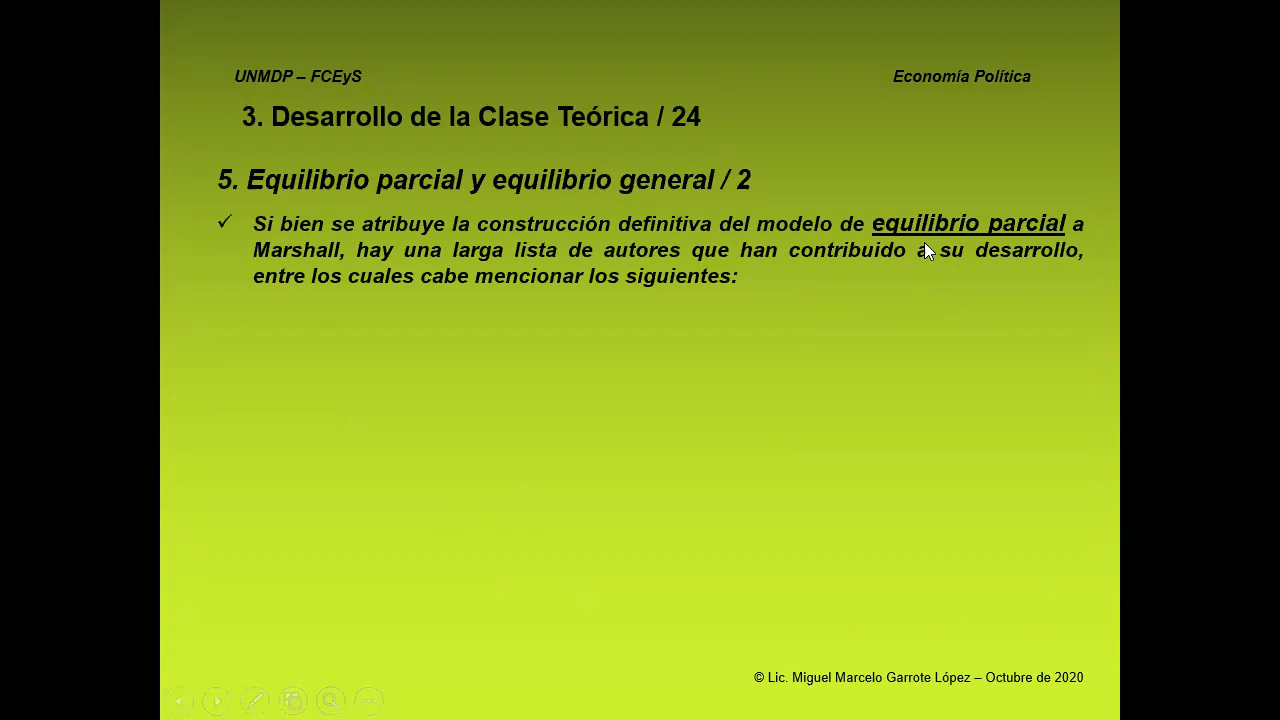 UNMDP – FCEyS
Economía Política
3. Desarrollo de la Clase Teórica / 24
5. Equilibrio parcial y equilibrio general / 2
✓ Si bien se atribuye la construcción definitiva del modelo de equilibrio parcial a
Marshall, hay una larga lista de autores que han contribuido a su desarrollo,
entre los cuales cabe mencionar los siguientes:
© Lic. Miguel Marcelo Garrote López – Octubre de 2020